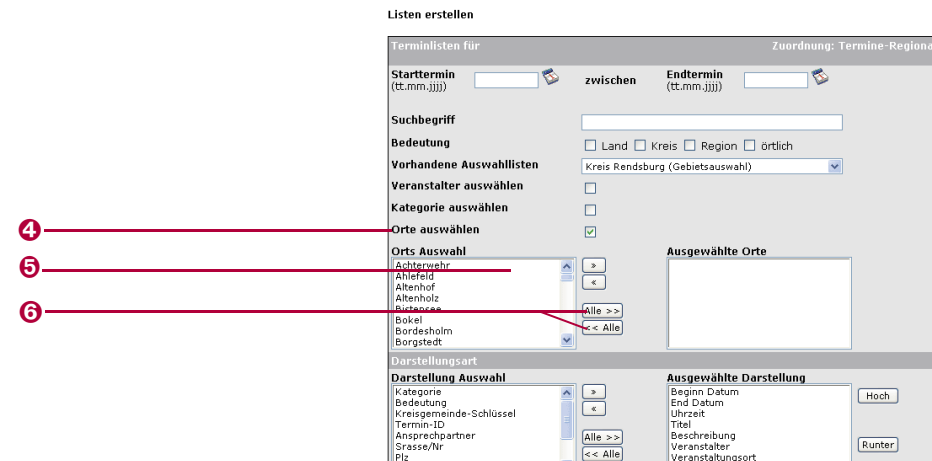 Listen erstellen
Terminlisten für Zuordnung: Termine-Regiona
Starttermin zwischen Endtermin
(tt.mm.jjjj) (tt.mm.jjjj)
Suchbegriff
Bedeutung Land Kreis Region örtlich
Vorhandene Auswahllisten Kreis Rendsburg (Gebietsauswahl)
Veranstalter auswählen
Kategorie auswählen
4 Orte auswählen
Orts Auswahl Ausgewählte Orte
5 Achterwehr »
Ahlefeld «
Altenhof
Altenholz
6 Bistensee Alle >>
Bokel
Bordesholm << Alle
Borgstedt
Darstellungsart
Darstellung Auswahl Ausgewählte Darstellung
Kategorie » Beginn Datum Hoch
Bedeutung « End Datum
Kreisgemeinde-Schlüssel Uhrzeit
Termin-ID Titel
Ansprechpartner Alle >> Beschreibung
Srasse/Nr Veranstalter Runter
Plz << Alle Veranstaltungsort